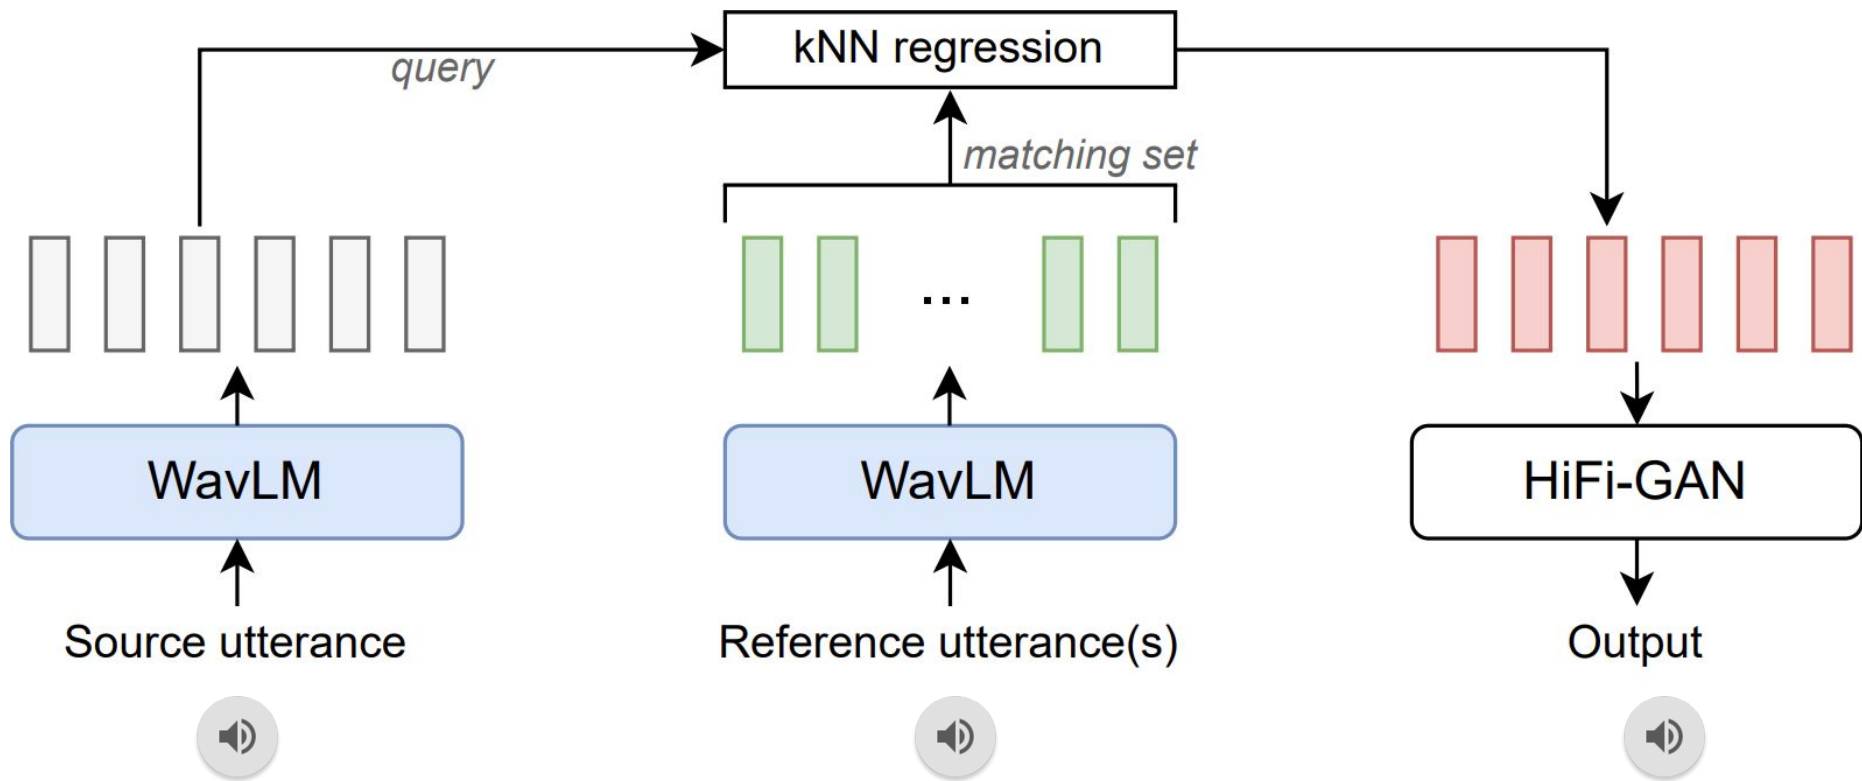 kNN regression
query
matching set
...
WavLM
WavLM
HiFi-GAN
Source utterance
Reference utterance(s)
Output